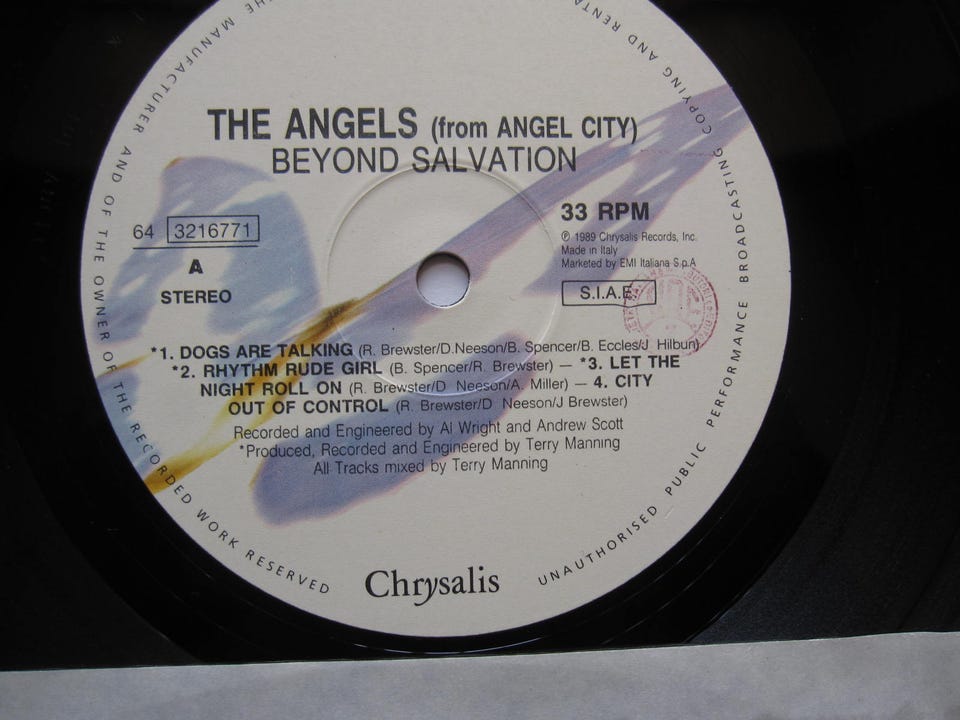 THE MANUFACTURER AND OF THE OWNER OF THE RECORDED WORK RESERVED
UNAUTHORISED PUBLIC PERFORMANCE BROADCASTING COPYING AND RENTA
THE ANGELS (from ANGEL CITY)
BEYOND SALVATION
64 3216771
A
STEREO
33 RPM
℗ 1989 Chrysalis Records, Inc.
Made in Italy
Marketed by EMI Italiana S.p.A
S.I.A.E
*1. DOGS ARE TALKING (R. Brewster/D.Neeson/B. Spencer/B. Eccles/J Hilbun)
*2. RHYTHM RUDE GIRL (B. Spencer/R. Brewster) — *3. LET THE
NIGHT ROLL ON (R. Brewster/D Neeson/A. Miller) — 4. CITY
OUT OF CONTROL (R. Brewster/D Neeson/J Brewster)
Recorded and Engineered by Al Wright and Andrew Scott
*Produced, Recorded and Engineered by Terry Manning
All Tracks mixed by Terry Manning
Chrysalis